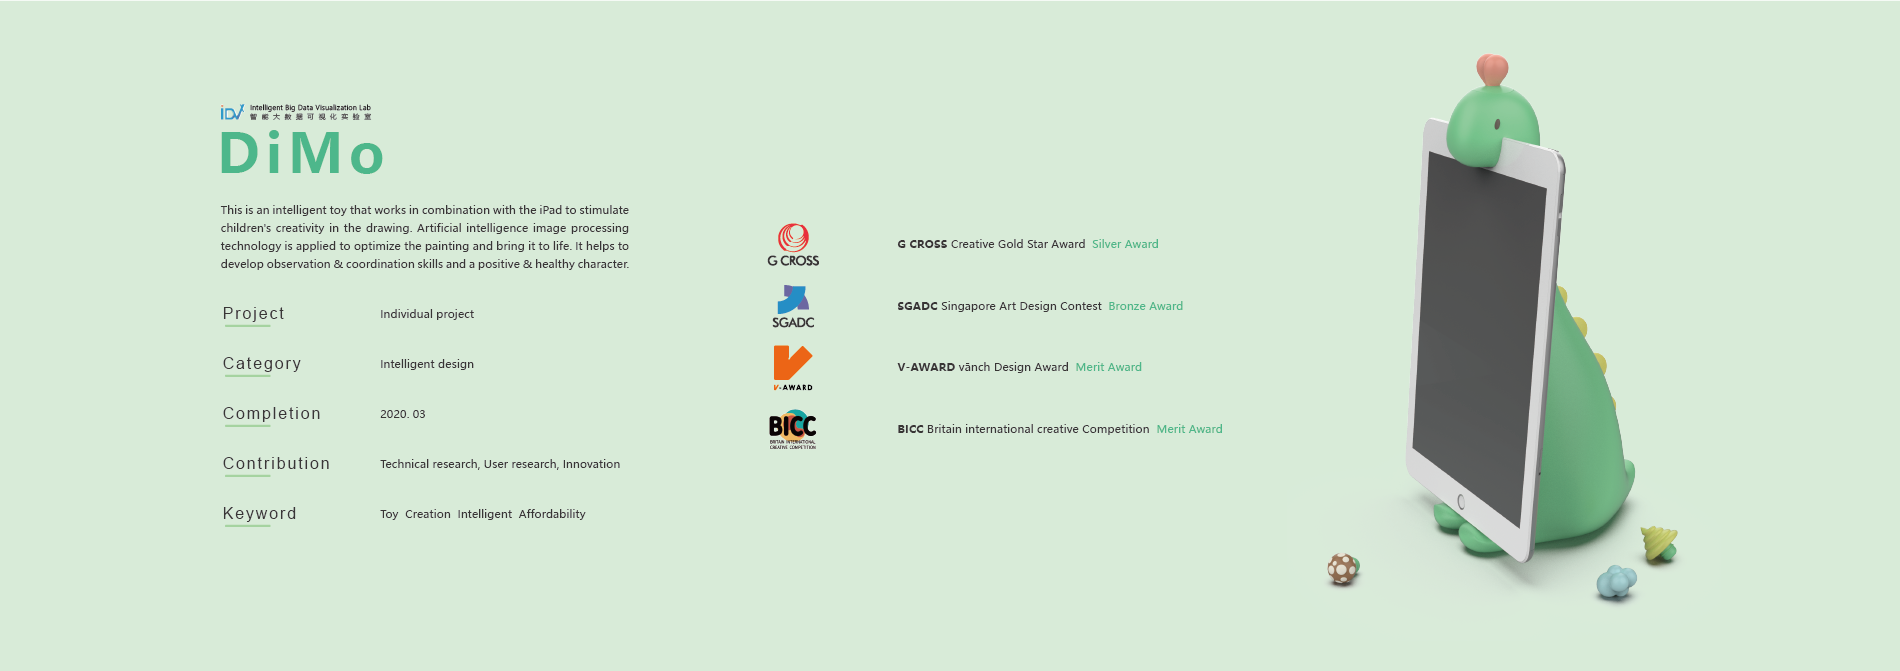 iDV Intelligent Big Data Visualization Lab
智能大数据可视化实验室
DiMo
This is an intelligent toy that works in combination with the iPad to stimulate
children's creativity in the drawing. Artificial intelligence image processing
technology is applied to optimize the painting and bring it to life. It helps to
develop observation & coordination skills and a positive & healthy character.
Project Individual project
Category Intelligent design
Completion 2020. 03
Contribution Technical research, User research, Innovation
Keyword Toy Creation Intelligent Affordability
G CROSS
G CROSS Creative Gold Star Award Silver Award
SGADC
SGADC Singapore Art Design Contest Bronze Award
V-AWARD
V-AWARD vānch Design Award Merit Award
BICC
BRITAIN INTERNATIONAL
CREATIVE COMPETITION
BICC Britain international creative Competition Merit Award